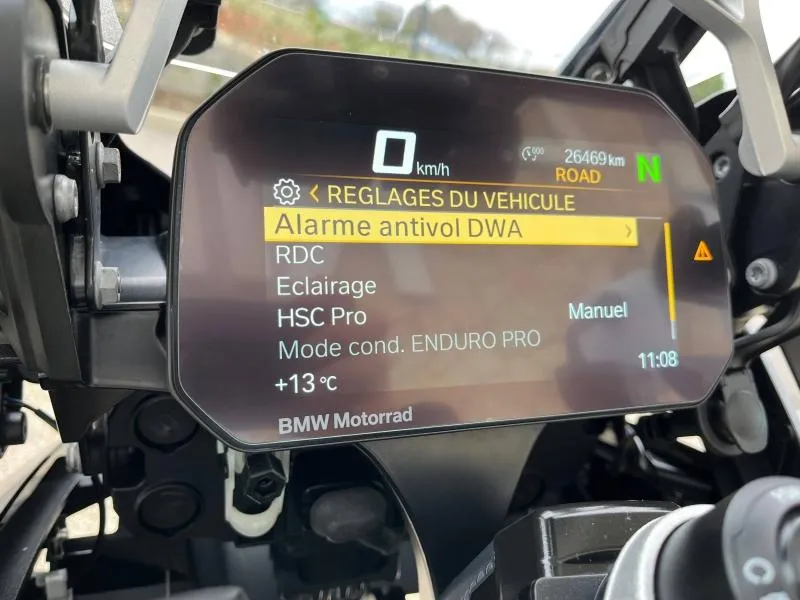 0 km/h
000
26469 km
ROAD
N
< REGLAGES DU VEHICULE
Alarme antivol DWA >
RDC
Eclairage
HSC Pro Manuel
Mode cond. ENDURO PRO
11:08
+13 °C
BMW Motorrad